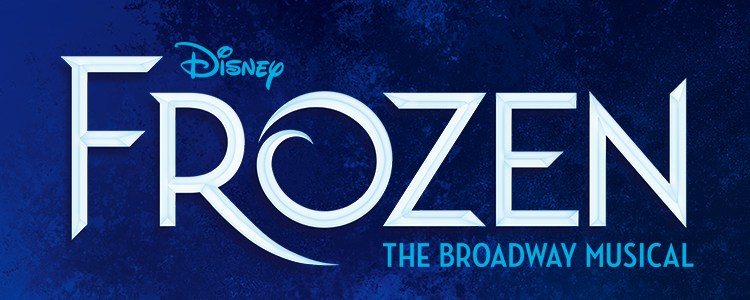 DISNEY
FROZEN
THE BROADWAY MUSICAL